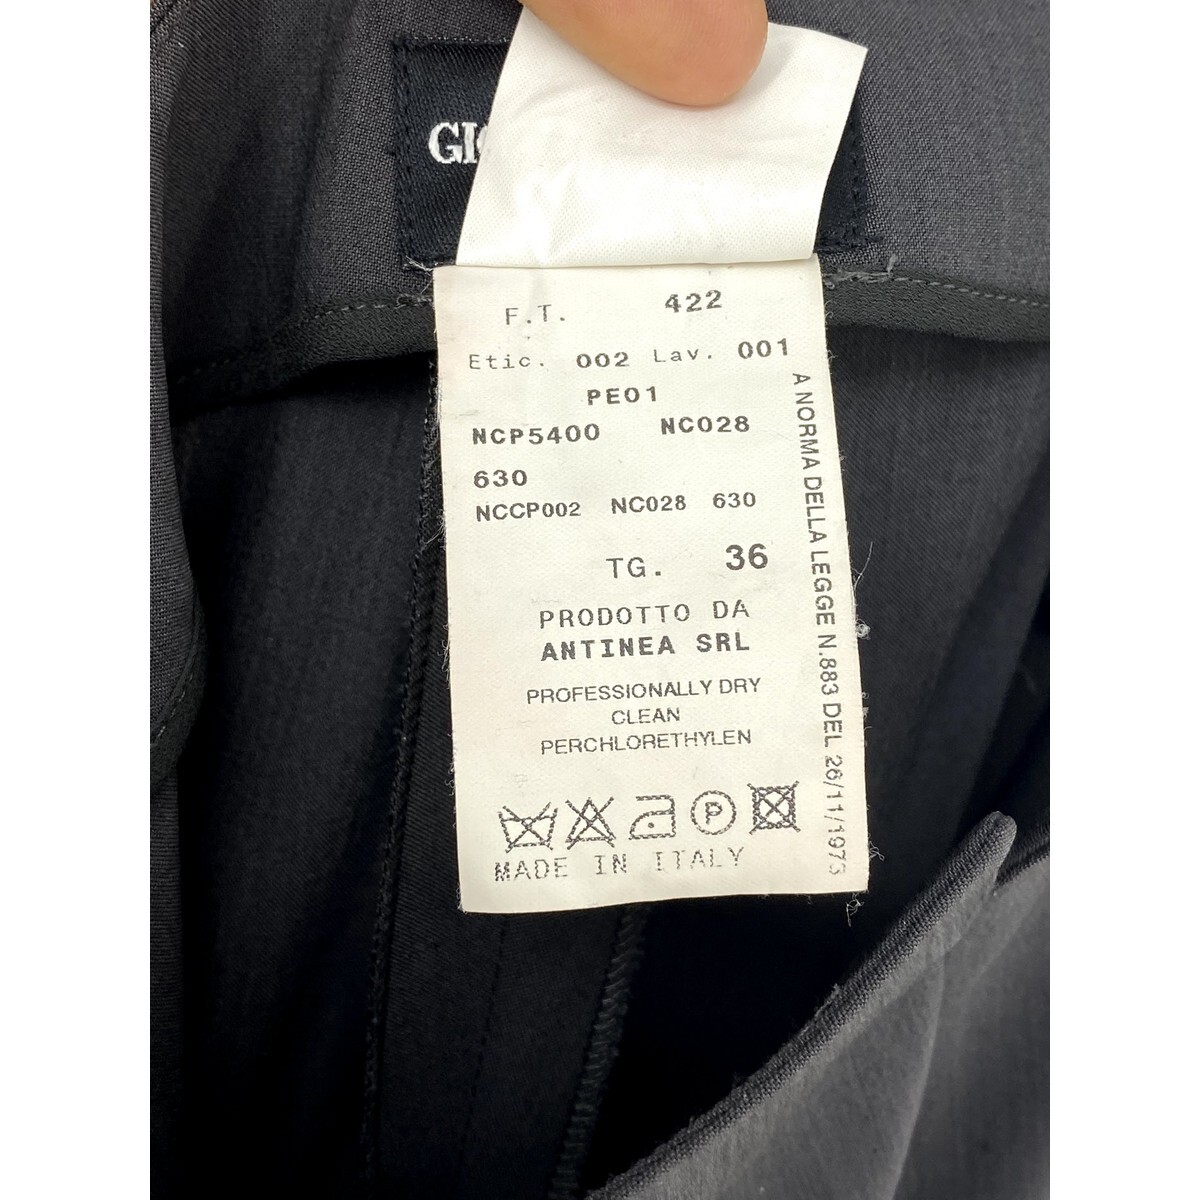 F.T. 422
Etic. 002 Lav. 001
PE01
NCP5400 NC028
630
NCCP002 NC028 630
TG. 36
PRODOTTO DA
ANTINEA SRL
PROFESSIONALLY DRY
CLEAN
PERCHLORETHYLEN
P
MADE IN ITALY
A NORMA DELLA LEGGE N.883 DEL 26/11/1973